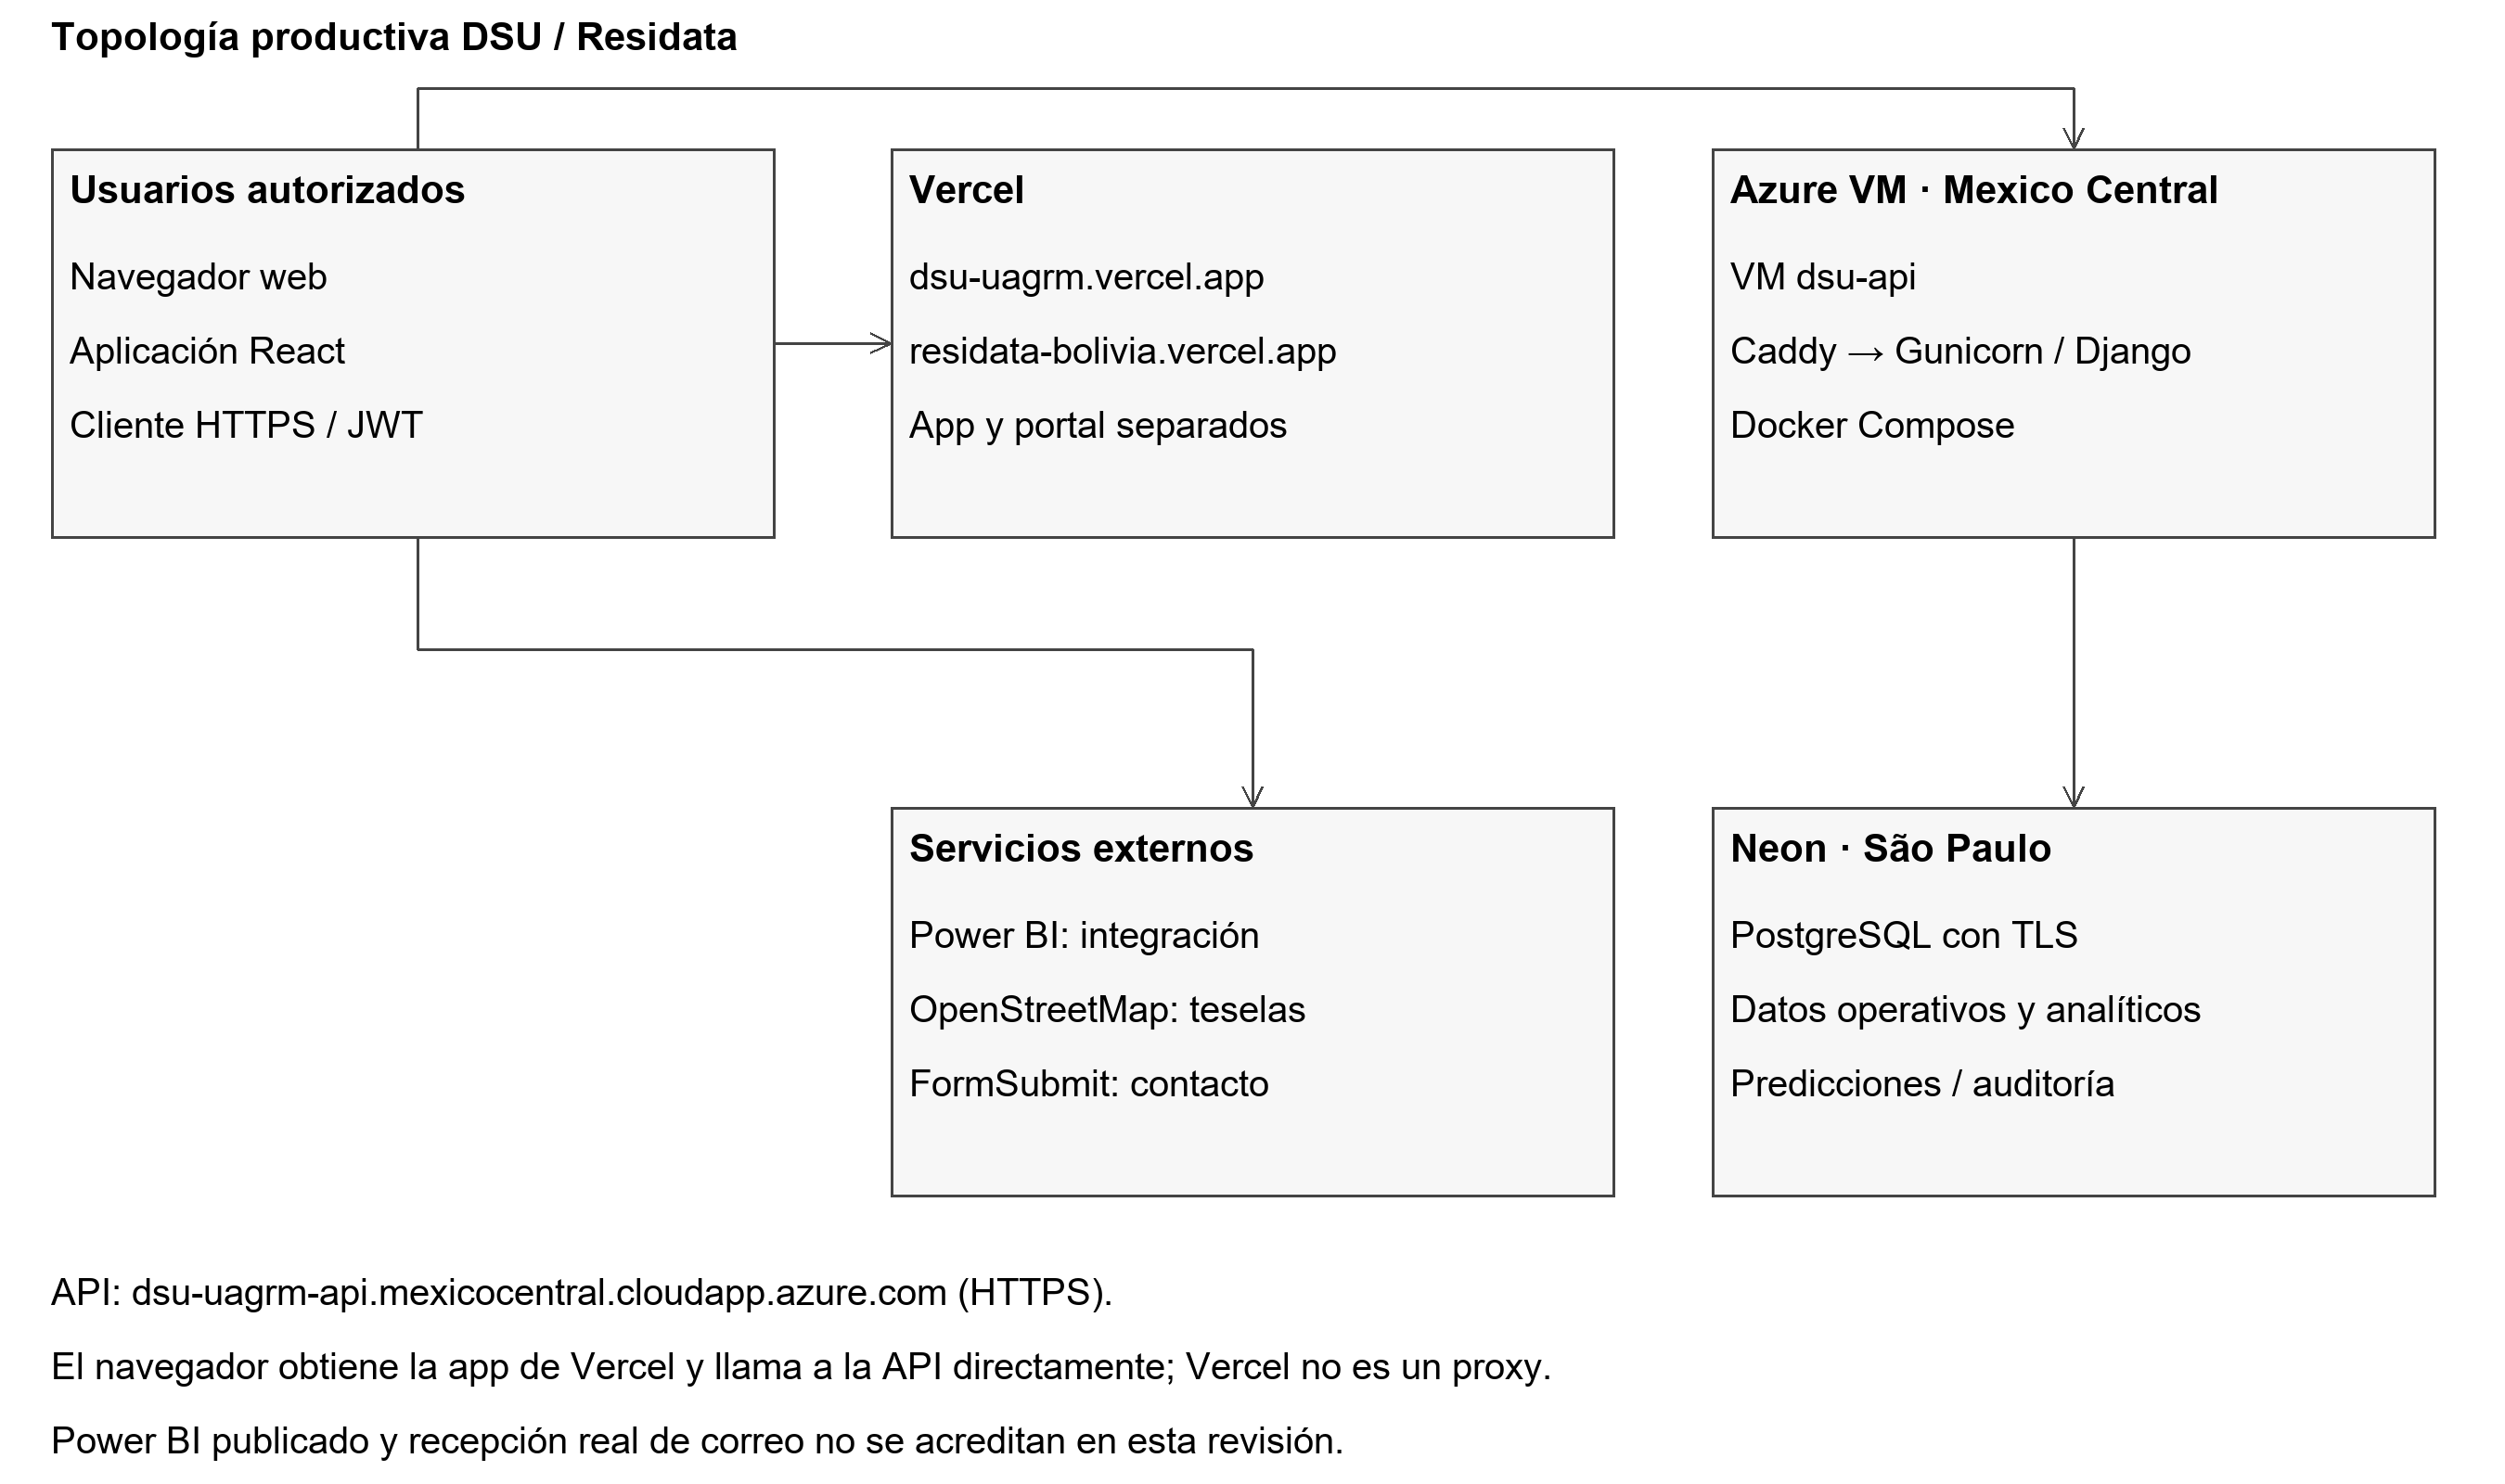 Topología productiva DSU / Residata
Usuarios autorizados
Navegador web
Aplicación React
Cliente HTTPS / JWT
Vercel
dsu-uagrm.vercel.app
residata-bolivia.vercel.app
App y portal separados
Azure VM · Mexico Central
VM dsu-api
Caddy → Gunicorn / Django
Docker Compose
Servicios externos
Power BI: integración
OpenStreetMap: teselas
FormSubmit: contacto
Neon · São Paulo
PostgreSQL con TLS
Datos operativos y analíticos
Predicciones / auditoría
API: dsu-uagrm-api.mexicocentral.cloudapp.azure.com (HTTPS).
El navegador obtiene la app de Vercel y llama a la API directamente; Vercel no es un proxy.
Power BI publicado y recepción real de correo no se acreditan en esta revisión.